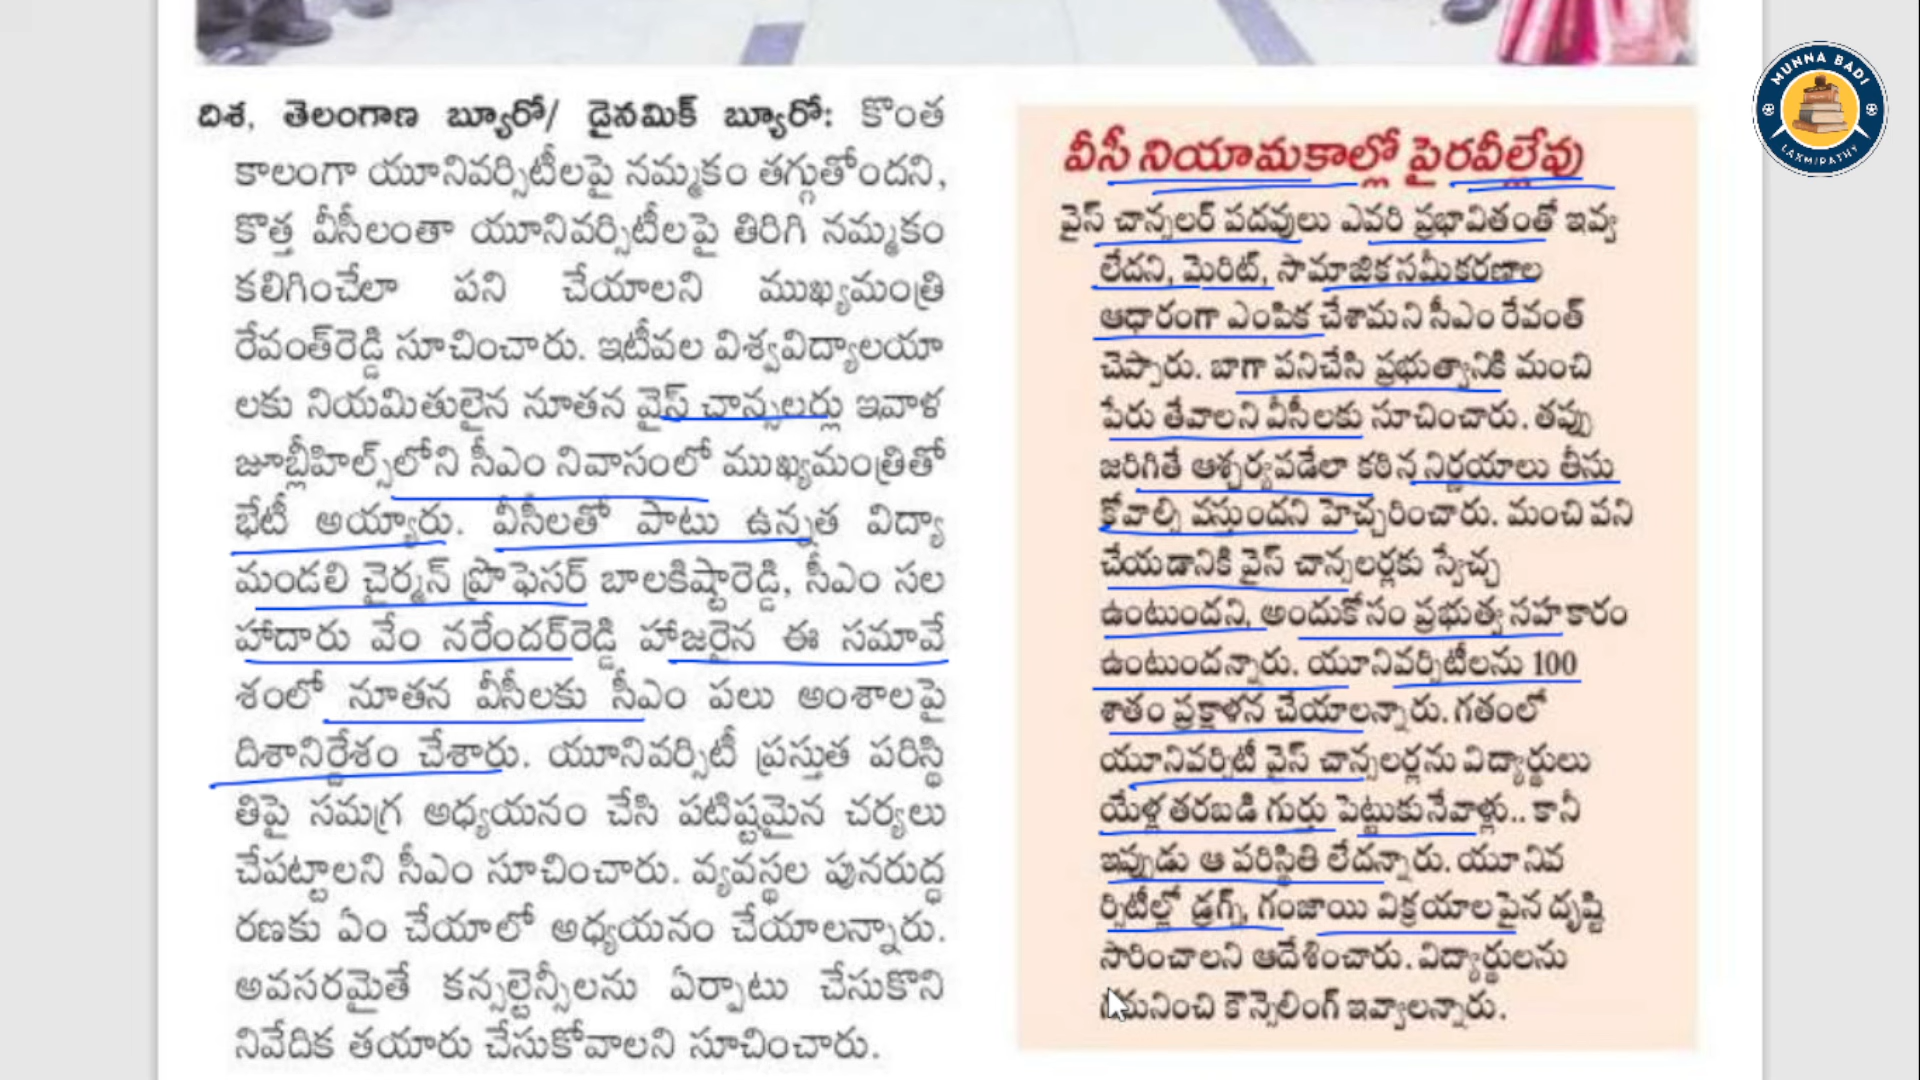 దిశ, తెలంగాణ బ్యూరో/ డైనమిక్ బ్యూరో: కొంత
కాలంగా యూనివర్సిటీలపై నమ్మకం తగ్గుతోందని,
కొత్త వీసీలంతా యూనివర్సిటీలపై తిరిగి నమ్మకం
కలిగించేలా పని చేయాలని ముఖ్యమంత్రి
రేవంత్‌రెడ్డి సూచించారు. ఇటీవల విశ్వవిద్యాలయా
లకు నియమితులైన నూతన వైస్ చాన్సలర్లు ఇవాళ
జూబ్లీహిల్స్‌లోని సీఎం నివాసంలో ముఖ్యమంత్రితో
భేటీ అయ్యారు. వీసీలతో పాటు ఉన్నత విద్యా
మండలి చైర్మన్ ప్రొఫెసర్ బాలకిష్టారెడ్డి, సీఎం సల
హాదారు వేం నరేందర్‌రెడ్డి హాజరైన ఈ సమావే
శంలో నూతన వీసీలకు సీఎం పలు అంశాలపై
దిశానిర్దేశం చేశారు. యూనివర్సిటీ ప్రస్తుత పరిస్థి
తిపై సమగ్ర అధ్యయనం చేసి పటిష్టమైన చర్యలు
చేపట్టాలని సీఎం సూచించారు. వ్యవస్థల పునరుద్ధ
రణకు ఏం చేయాలో అధ్యయనం చేయాలన్నారు.
అవసరమైతే కన్సల్టెన్సీలను ఏర్పాటు చేసుకొని
నివేదిక తయారు చేసుకోవాలని సూచించారు.
వీసీ నియామకాల్లో పైరవీల్లేవు
వైస్ చాన్సలర్ పదవులు ఎవరి ప్రభావితంతో ఇవ్వ
లేదని, మెరిట్, సామాజిక సమీకరణాల
ఆధారంగా ఎంపిక చేశామని సీఎం రేవంత్
చెప్పారు. బాగా పనిచేసి ప్రభుత్వానికి మంచి
పేరు తేవాలని వీసీలకు సూచించారు. తప్పు
జరిగితే ఆశ్చర్యపడేలా కఠిన నిర్ణయాలు తీసు
కోవాల్సి వస్తుందని హెచ్చరించారు. మంచి పని
చేయడానికి వైస్ చాన్సలర్లకు స్వేచ్ఛ
ఉంటుందని, అందుకోసం ప్రభుత్వ సహకారం
ఉంటుందన్నారు. యూనివర్సిటీలను 100
శాతం ప్రక్షాళన చేయాలన్నారు. గతంలో
యూనివర్సిటీ వైస్ చాన్సలర్లను విద్యార్థులు
యేళ్ల తరబడి గుర్తు పెట్టుకునేవాళ్లు.. కానీ
ఇప్పుడు ఆ పరిస్థితి లేదన్నారు. యూనివ
ర్సిటీల్లో డ్రగ్స్, గంజాయి విక్రయాలపైన దృష్టి
సారించాలని ఆదేశించారు. విద్యార్థులను
గమనించి కౌన్సెలింగ్ ఇవ్వాలన్నారు.
MUNNA BADI
LAXMIPATHY